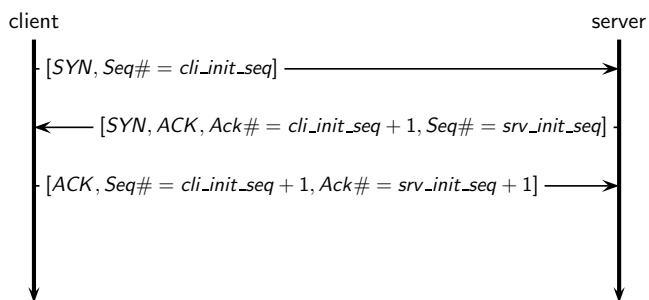 client server
[SYN, Seq# = cli_init_seq]
[SYN, ACK, Ack# = cli_init_seq + 1, Seq# = srv_init_seq]
[ACK, Seq# = cli_init_seq + 1, Ack# = srv_init_seq + 1]